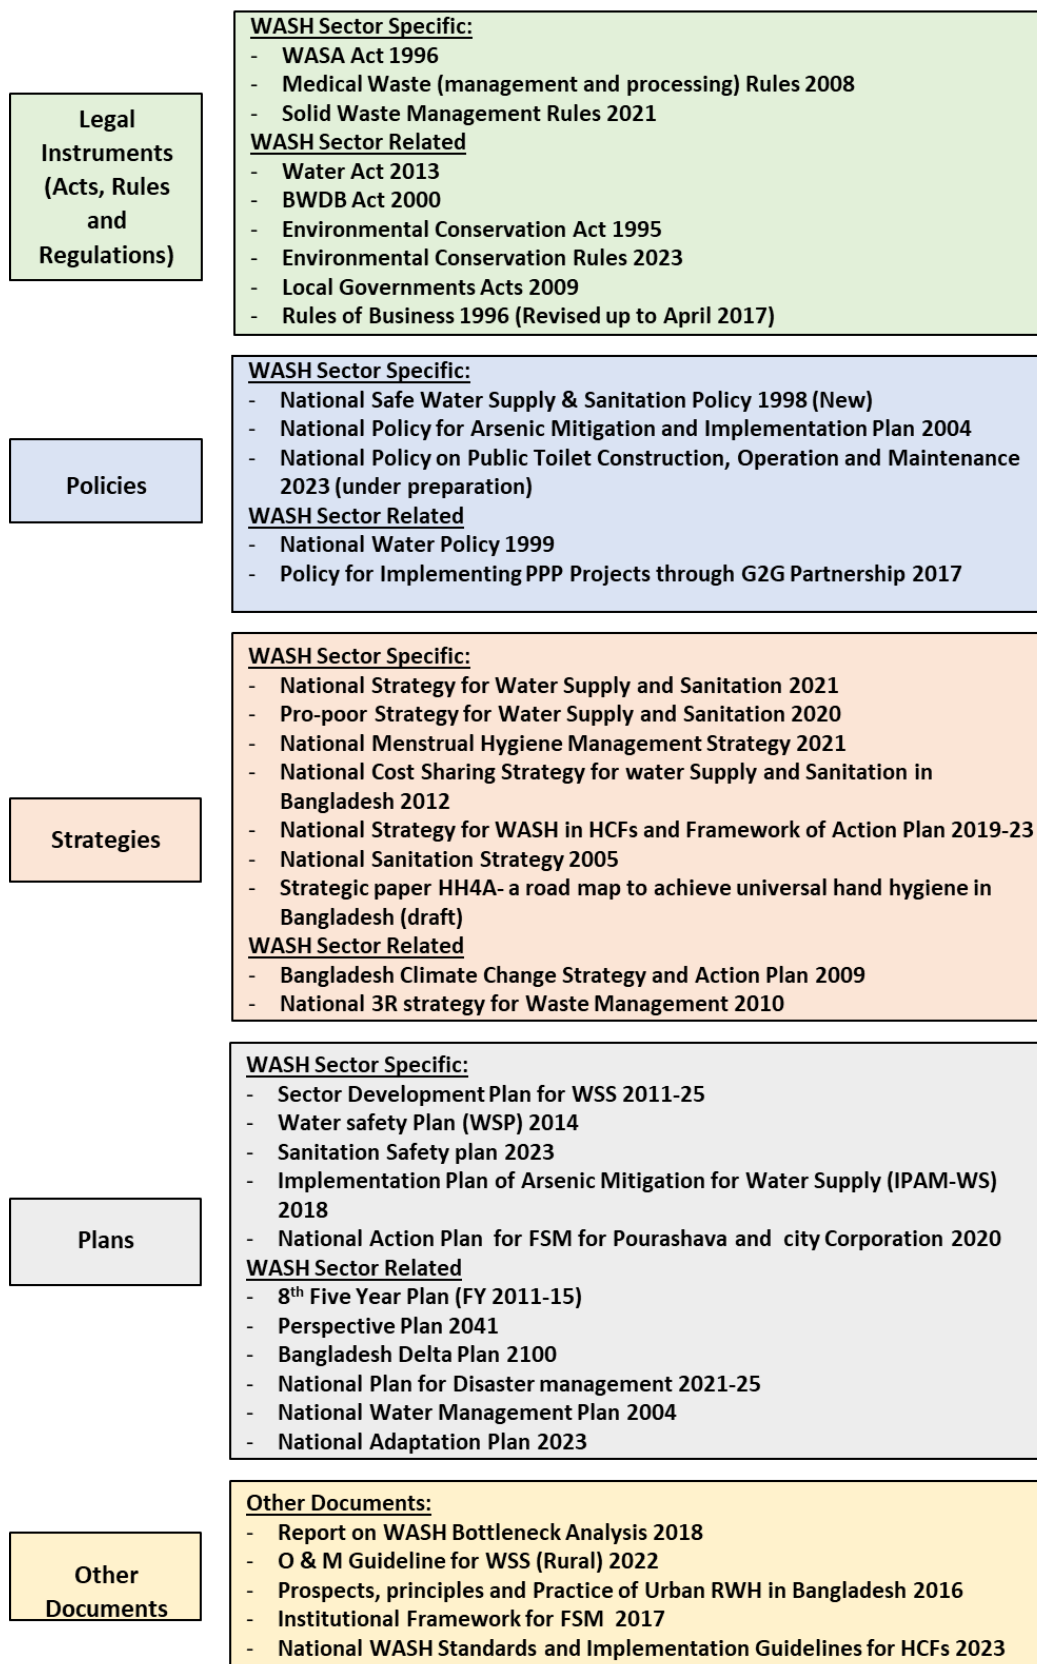 Legal
Instruments
(Acts, Rules
and
Regulations)
WASH Sector Specific:
- WASA Act 1996
- Medical Waste (management and processing) Rules 2008
- Solid Waste Management Rules 2021
WASH Sector Related
- Water Act 2013
- BWDB Act 2000
- Environmental Conservation Act 1995
- Environmental Conservation Rules 2023
- Local Governments Acts 2009
- Rules of Business 1996 (Revised up to April 2017)
Policies
WASH Sector Specific:
- National Safe Water Supply & Sanitation Policy 1998 (New)
- National Policy for Arsenic Mitigation and Implementation Plan 2004
- National Policy on Public Toilet Construction, Operation and Maintenance
2023 (under preparation)
WASH Sector Related
- National Water Policy 1999
- Policy for Implementing PPP Projects through G2G Partnership 2017
Strategies
WASH Sector Specific:
- National Strategy for Water Supply and Sanitation 2021
- Pro-poor Strategy for Water Supply and Sanitation 2020
- National Menstrual Hygiene Management Strategy 2021
- National Cost Sharing Strategy for water Supply and Sanitation in
Bangladesh 2012
- National Strategy for WASH in HCFs and Framework of Action Plan 2019-23
- National Sanitation Strategy 2005
- Strategic paper HH4A- a road map to achieve universal hand hygiene in
Bangladesh (draft)
WASH Sector Related
- Bangladesh Climate Change Strategy and Action Plan 2009
- National 3R strategy for Waste Management 2010
Plans
WASH Sector Specific:
- Sector Development Plan for WSS 2011-25
- Water safety Plan (WSP) 2014
- Sanitation Safety plan 2023
- Implementation Plan of Arsenic Mitigation for Water Supply (IPAM-WS)
2018
- National Action Plan for FSM for Pourashava and city Corporation 2020
WASH Sector Related
- 8th Five Year Plan (FY 2011-15)
- Perspective Plan 2041
- Bangladesh Delta Plan 2100
- National Plan for Disaster management 2021-25
- National Water Management Plan 2004
- National Adaptation Plan 2023
Other
Documents
Other Documents:
- Report on WASH Bottleneck Analysis 2018
- O & M Guideline for WSS (Rural) 2022
- Prospects, principles and Practice of Urban RWH in Bangladesh 2016
- Institutional Framework for FSM 2017
- National WASH Standards and Implementation Guidelines for HCFs 2023